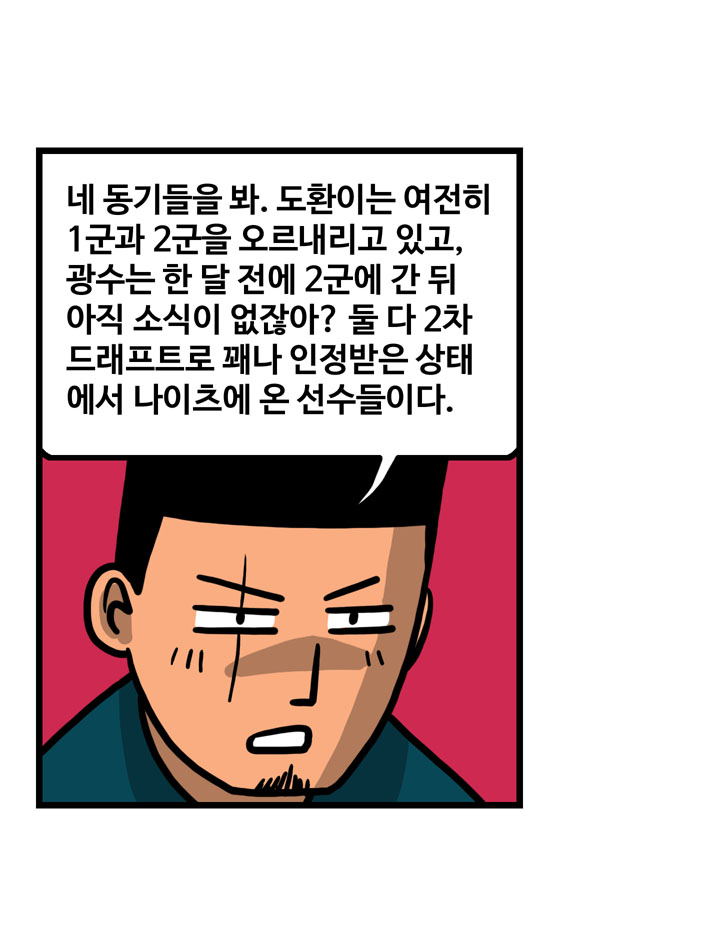 네 동기들을 봐. 도환이는 여전히
1군과 2군을 오르내리고 있고,
광수는 한 달 전에 2군에 간 뒤
아직 소식이 없잖아? 둘 다 2차
드래프트로 꽤나 인정받은 상태
에서 나이츠에 온 선수들이다.